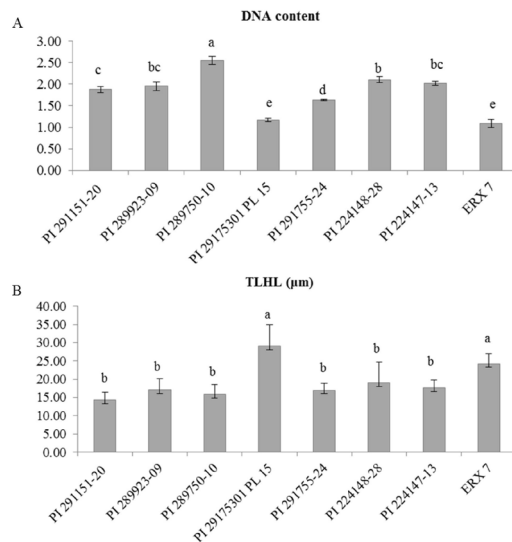 A
DNA content
3.00
2.50
2.00
1.50
1.00
0.50
0.00
c
bc
a
e
d
b
bc
e
PI 291151-20
PI 289923-09
PI 289750-10
PI 29175301 PL 15
PI 291755-24
PI 224148-28
PI 224147-13
ERX 7
B
TLHL (µm)
40.00
35.00
30.00
25.00
20.00
15.00
10.00
5.00
0.00
b
b
b
a
b
b
b
a
PI 291151-20
PI 289923-09
PI 289750-10
PI 29175301 PL 15
PI 291755-24
PI 224148-28
PI 224147-13
ERX 7